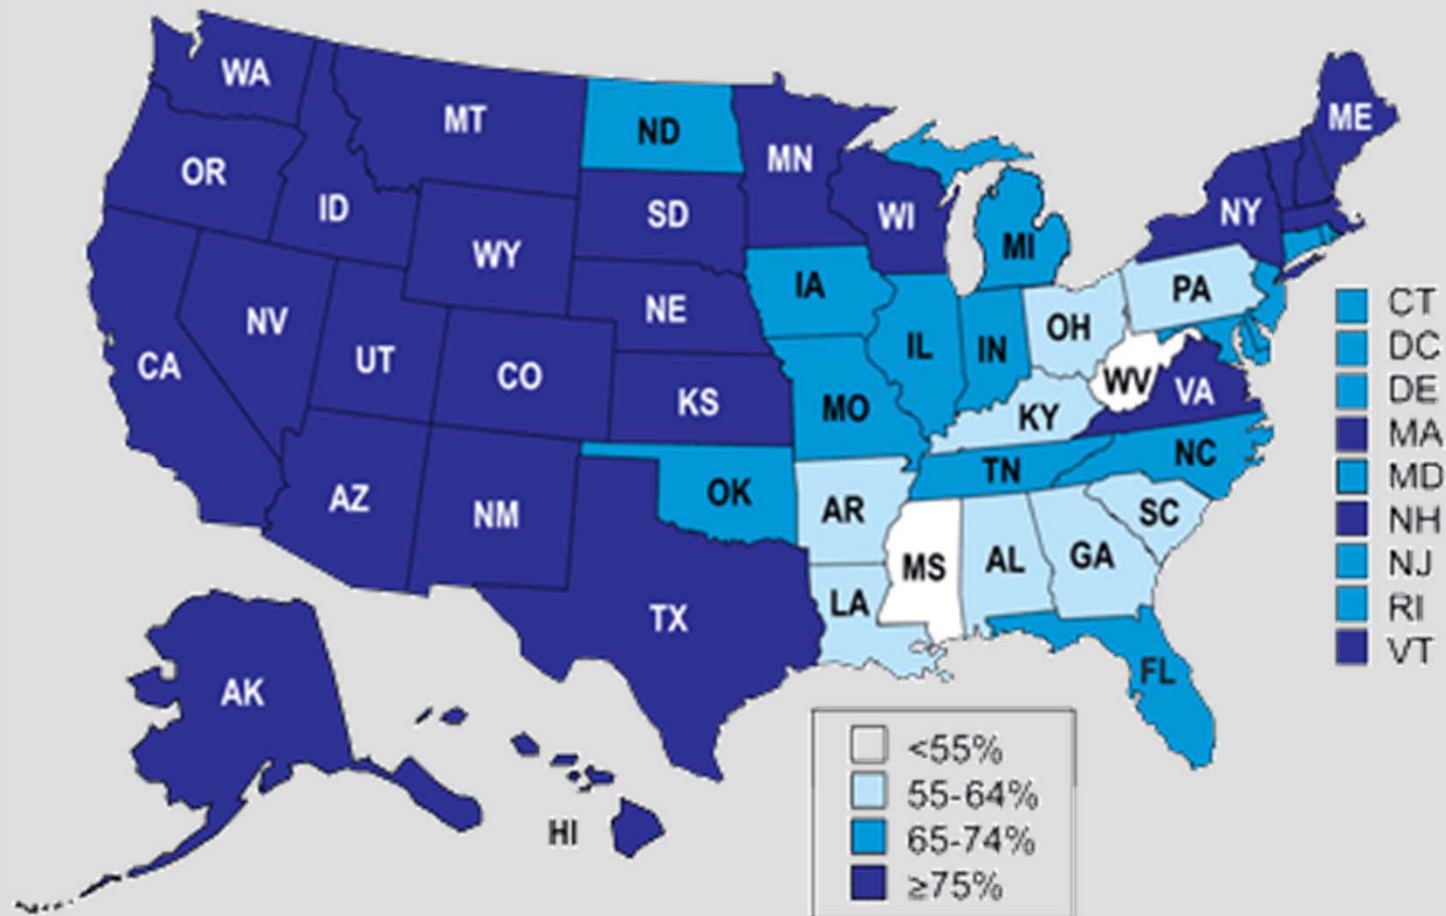 WA
MT
ND
MN
ME
OR
ID
SD
WI
NY
WY
MI
NE
IA
PA
NV
UT
CO
IL
IN
OH
CA
KS
MO
WV
VA
KY
AZ
NM
OK
TN
NC
AR
SC
MS
AL
GA
LA
TX
FL
AK
HI
CT
DC
DE
MA
MD
NH
NJ
RI
VT
<55%
55-64%
65-74%
≥75%